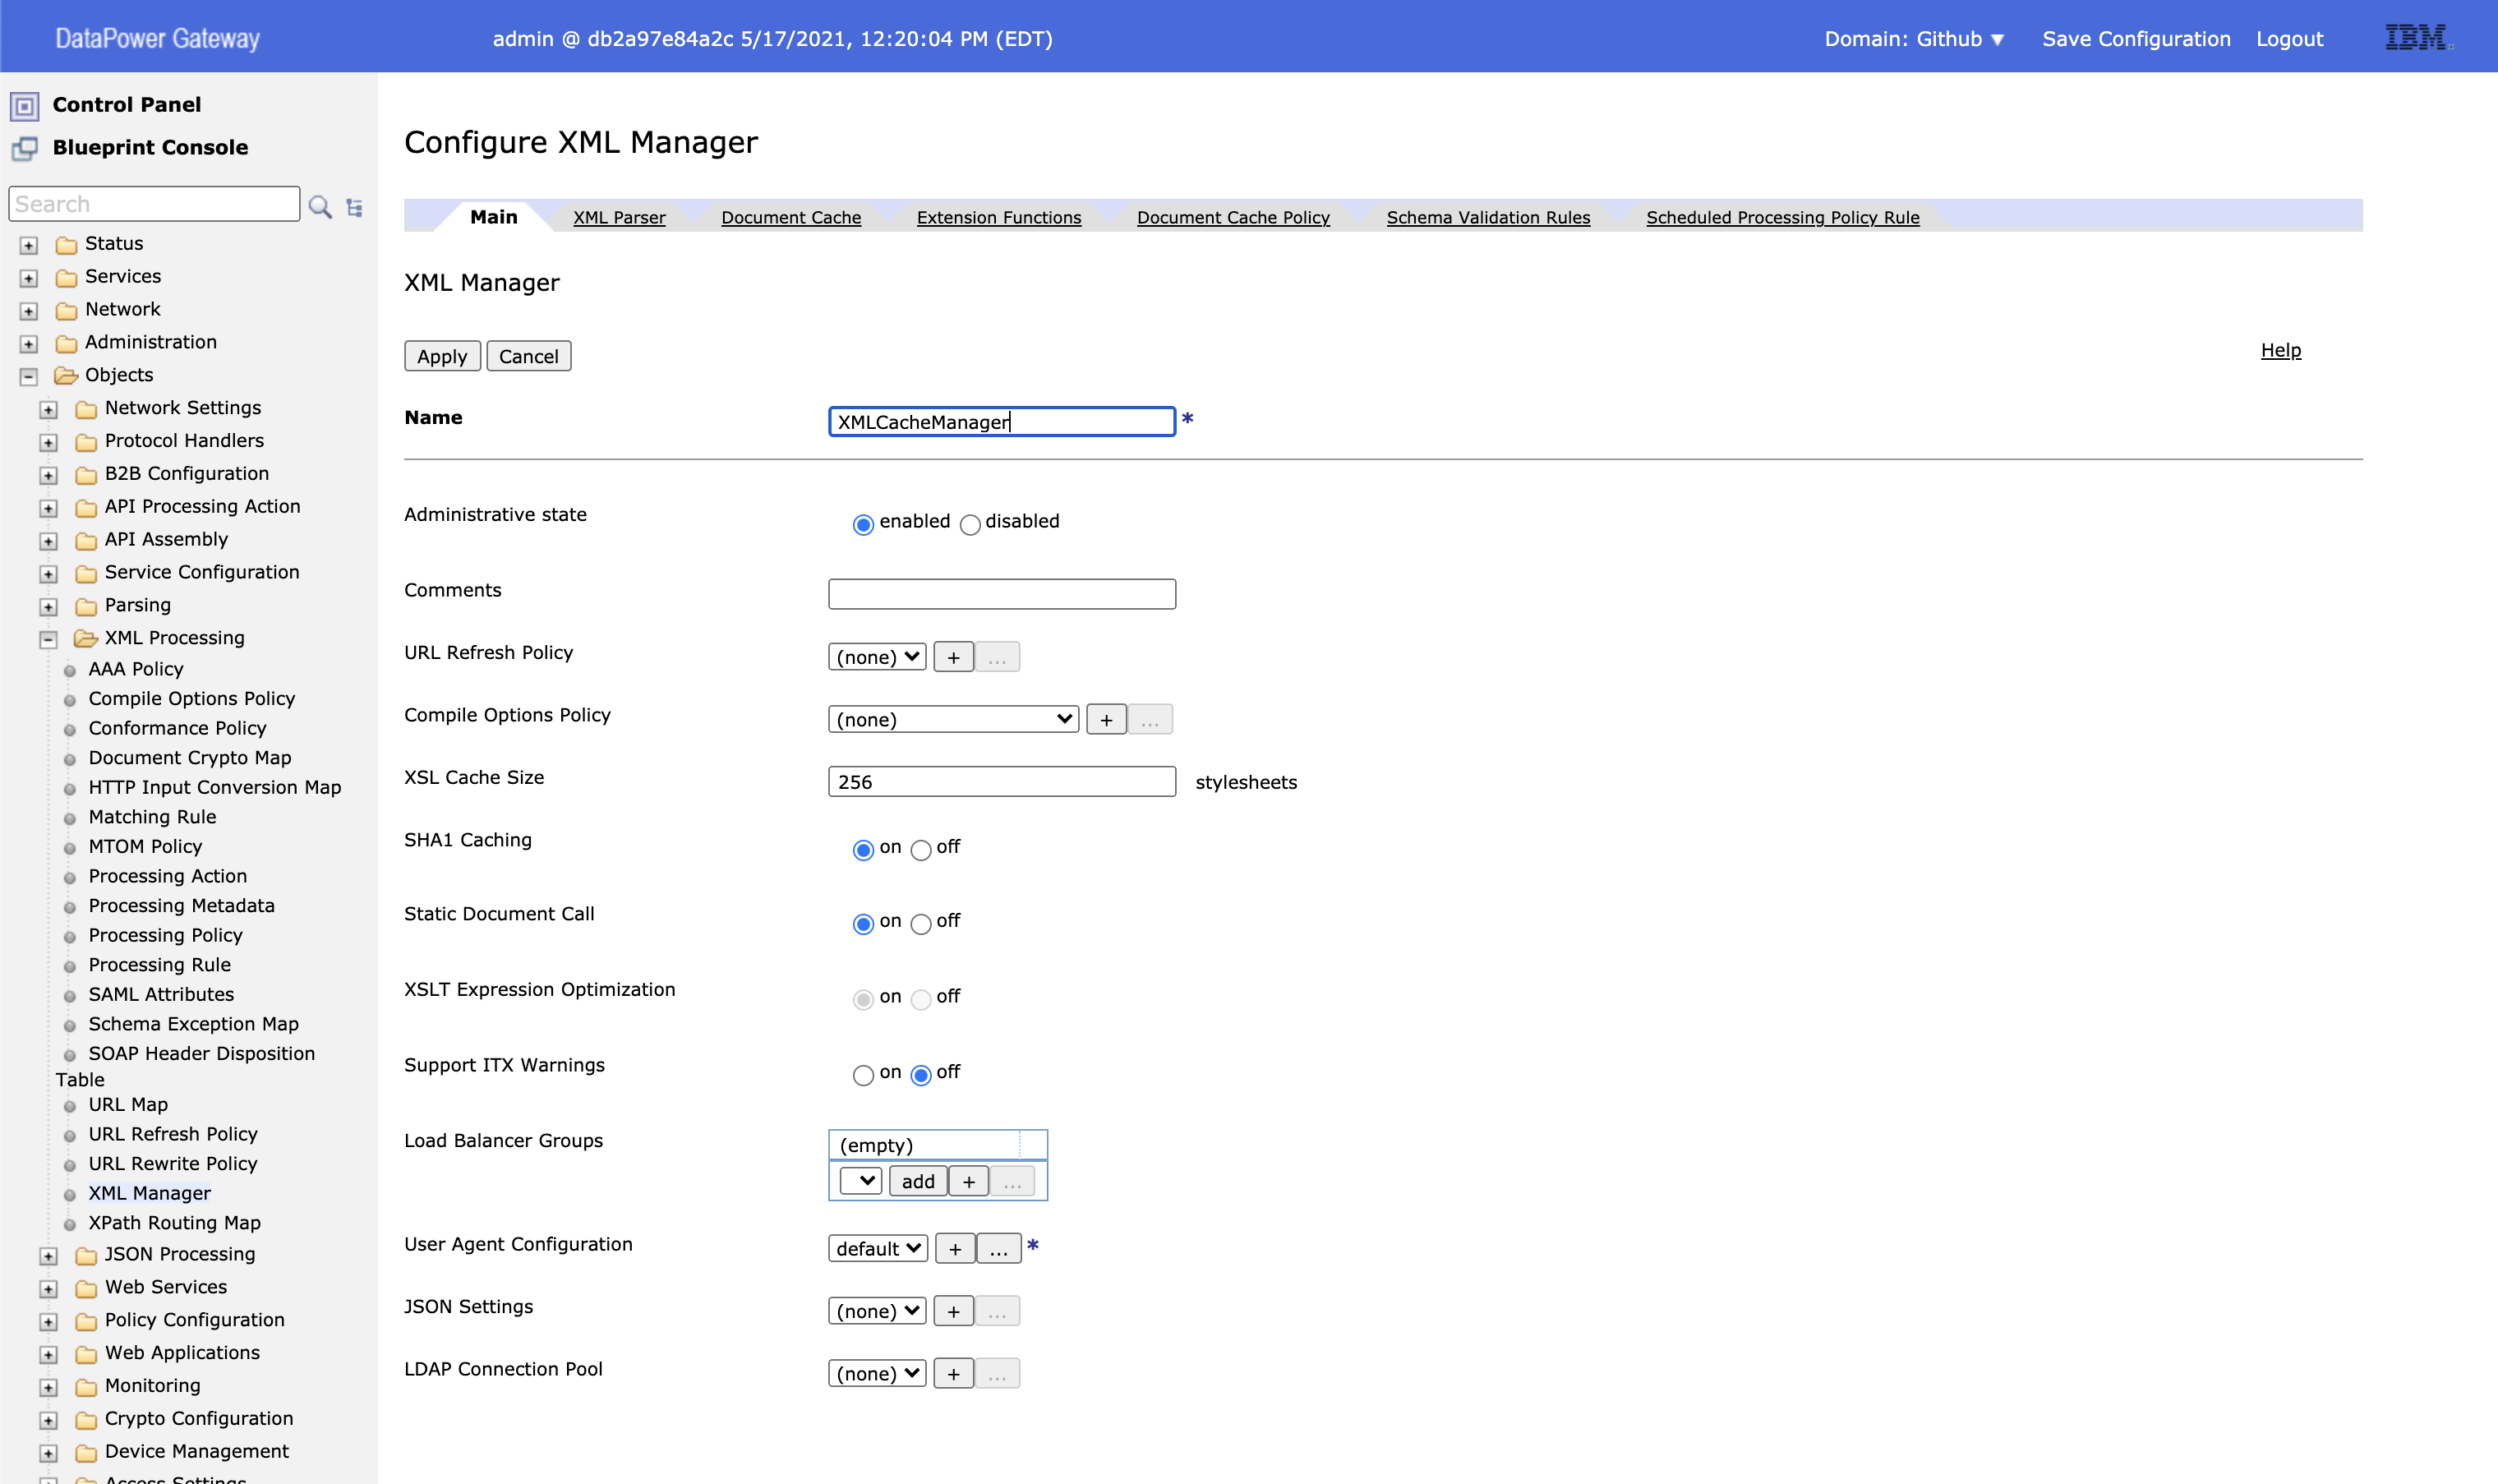 DataPower Gateway
admin @ db2a97e84a2c 5/17/2021, 12:20:04 PM (EDT)
Domain: Github ▼ Save Configuration Logout IBM
Control Panel
Blueprint Console
Search
Status
Services
Network
Administration
Objects
Network Settings
Protocol Handlers
B2B Configuration
API Processing Action
API Assembly
Service Configuration
Parsing
XML Processing
AAA Policy
Compile Options Policy
Conformance Policy
Document Crypto Map
HTTP Input Conversion Map
Matching Rule
MTOM Policy
Processing Action
Processing Metadata
Processing Policy
Processing Rule
SAML Attributes
Schema Exception Map
SOAP Header Disposition
Table
URL Map
URL Refresh Policy
URL Rewrite Policy
XML Manager
XPath Routing Map
JSON Processing
Web Services
Policy Configuration
Web Applications
Monitoring
Crypto Configuration
Device Management
Access Settings
Configure XML Manager
Main XML Parser Document Cache Extension Functions Document Cache Policy Schema Validation Rules Scheduled Processing Policy Rule
XML Manager
Apply Cancel
Help
Name XMLCacheManager *
Administrative state enabled disabled
Comments
URL Refresh Policy (none) + ...
Compile Options Policy (none) + ...
XSL Cache Size 256 stylesheets
SHA1 Caching on off
Static Document Call on off
XSLT Expression Optimization on off
Support ITX Warnings on off
Load Balancer Groups (empty)
add + ...
User Agent Configuration default + ... *
JSON Settings (none) + ...
LDAP Connection Pool (none) + ...